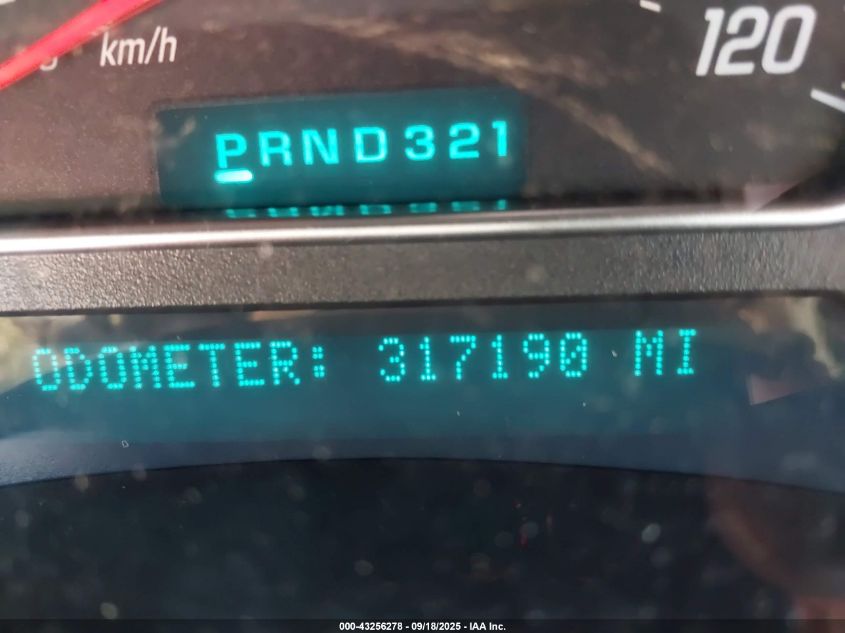 km/h
120
PRND321
ODOMETER: 317190 MI
000-43256278 - 09/18/2025 - IAA Inc.